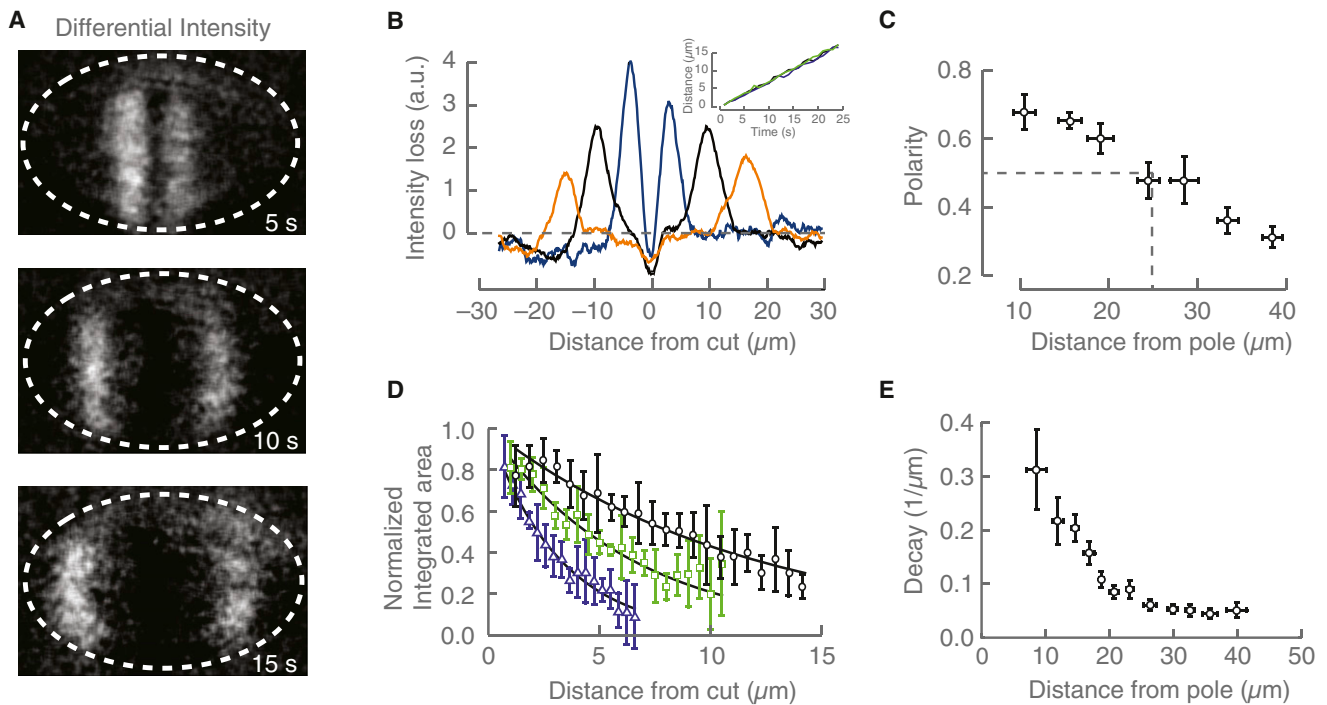 A
Differential Intensity
5 s
10 s
15 s
B
Intensity loss (a.u.)
4
3
2
1
0
–30
–20
–10
0
10
20
30
Distance from cut (µm)
Distance (µm)
15
10
5
0
0
5
10
15
20
25
Time (s)
C
Polarity
0.8
0.6
0.4
0.2
10
20
30
40
Distance from pole (µm)
D
Normalized
Integrated area
1.0
0.8
0.6
0.4
0.2
0.0
0
5
10
15
Distance from cut (µm)
E
Decay (1/µm)
0.4
0.3
0.2
0.1
0.0
0
10
20
30
40
50
Distance from pole (µm)